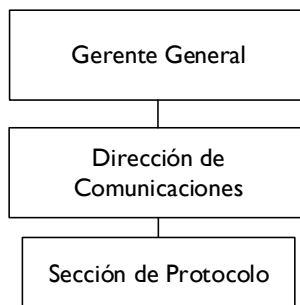 Gerente General
Dirección de
Comunicaciones
Sección de Protocolo